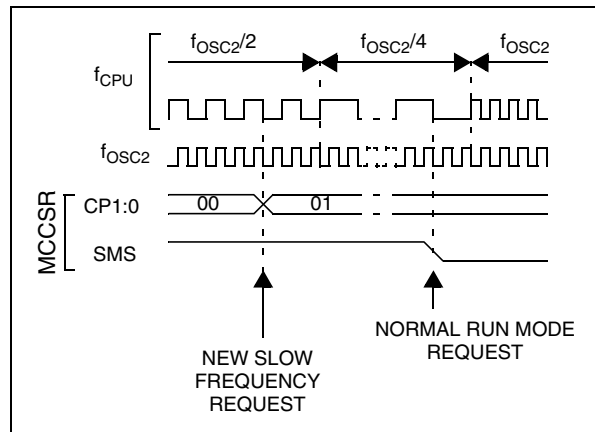 fOSC2/2 fOSC2/4 fOSC2
fCPU
fOSC2
MCCSR
CP1:0 00 01
SMS
NEW SLOW
FREQUENCY
REQUEST
NORMAL RUN MODE
REQUEST